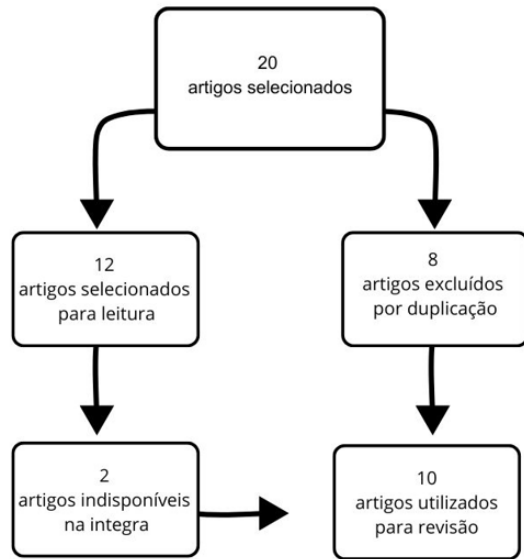 20
artigos selecionados
12
artigos selecionados
para leitura
8
artigos excluídos
por duplicação
2
artigos indisponíveis
na integra
10
artigos utilizados
para revisão